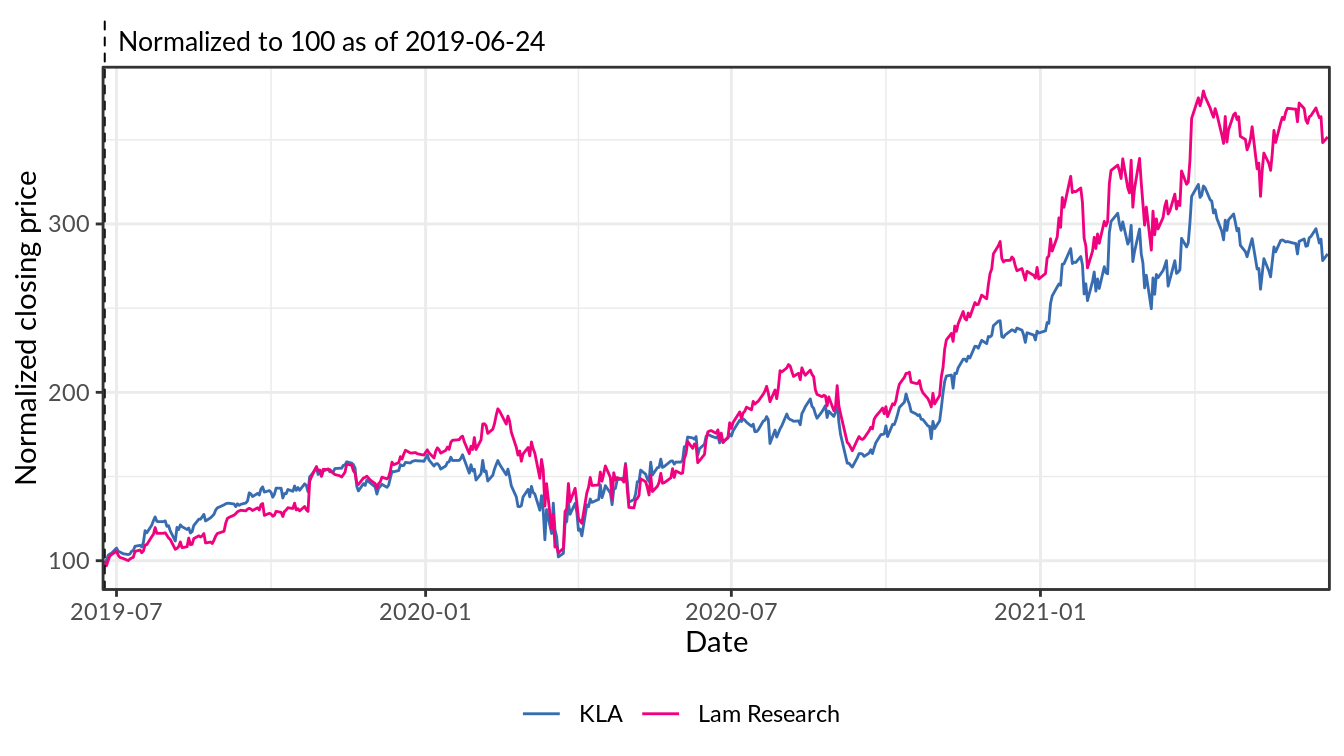 Normalized to 100 as of 2019-06-24
Normalized closing price
300
200
100
2019-07
2020-01
2020-07
2021-01
Date
KLA
Lam Research